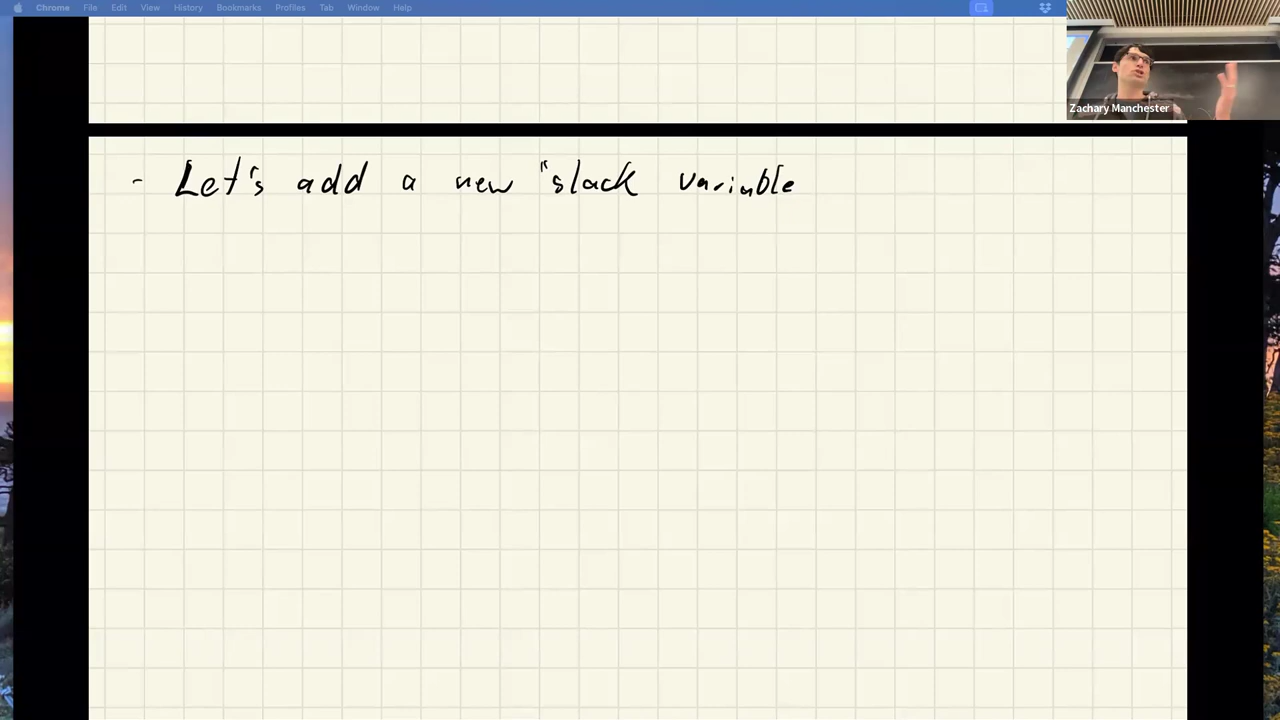 Chrome File Edit View History Bookmarks Profiles Tab Window Help
Zachary Manchester
- Let's add a new "slack variable